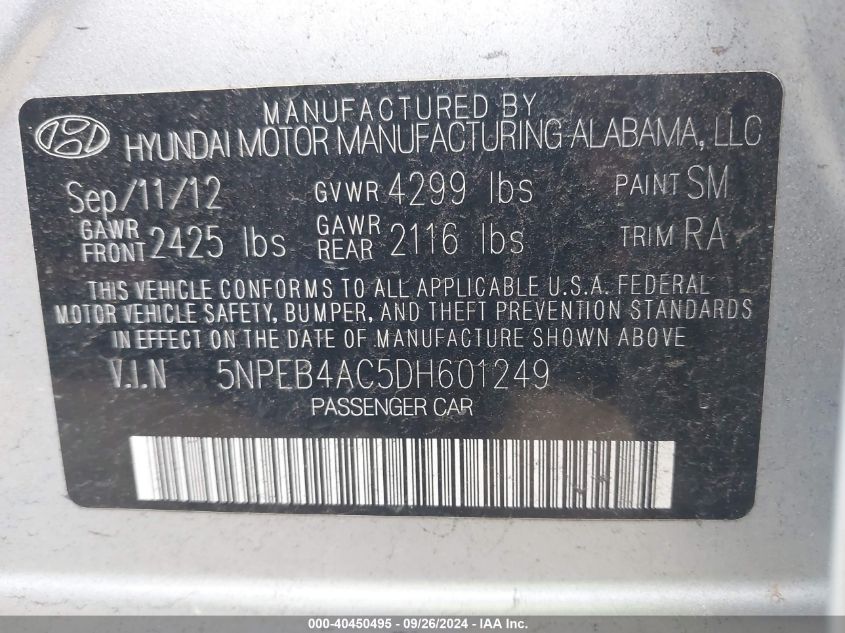 MANUFACTURED BY
HYUNDAI MOTOR MANUFACTURING ALABAMA, LLC
Sep/11/12 GVWR 4299 lbs PAINT SM
GAWR FRONT 2425 lbs GAWR REAR 2116 lbs TRIM RA
THIS VEHICLE CONFORMS TO ALL APPLICABLE U.S.A. FEDERAL
MOTOR VEHICLE SAFETY, BUMPER, AND THEFT PREVENTION STANDARDS
IN EFFECT ON THE DATE OF MANUFACTURE SHOWN ABOVE
V.I.N 5NPEB4AC5DH601249
PASSENGER CAR
000-40450495 - 09/26/2024 - IAA Inc.